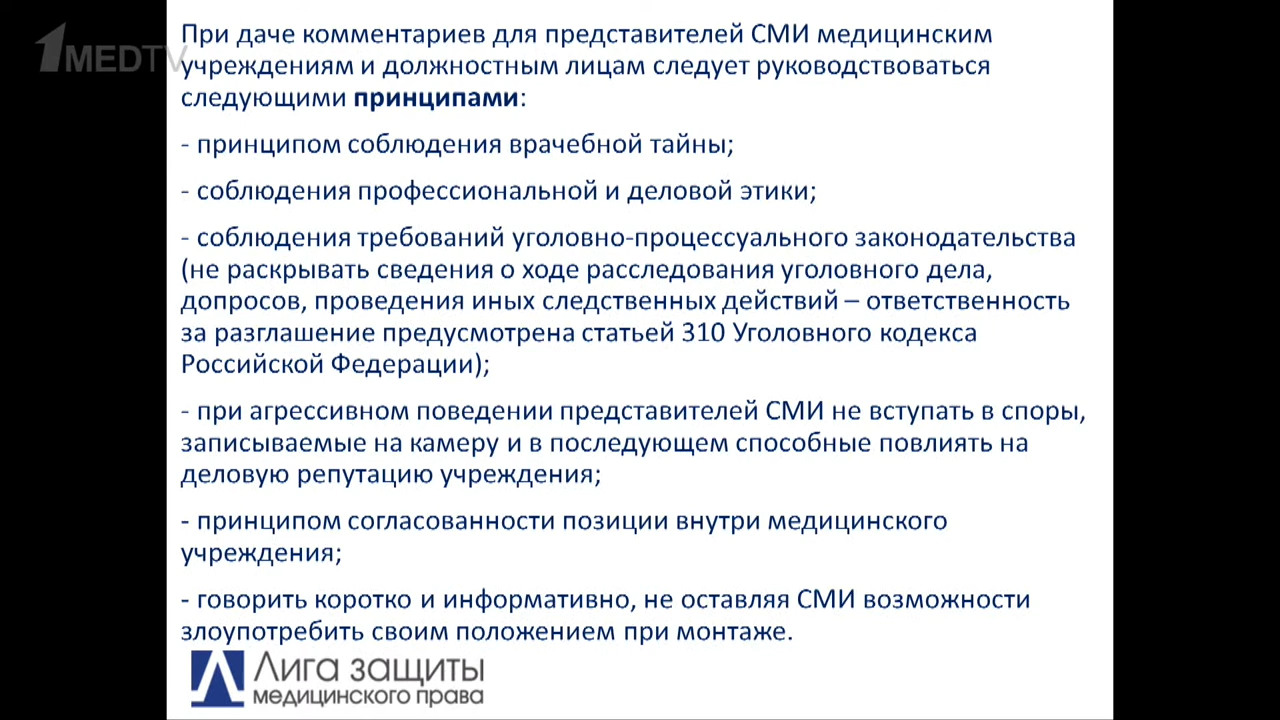 1MEDTV
При даче комментариев для представителей СМИ медицинским
учреждениям и должностным лицам следует руководствоваться
следующими принципами:
- принципом соблюдения врачебной тайны;
- соблюдения профессиональной и деловой этики;
- соблюдения требований уголовно-процессуального законодательства
(не раскрывать сведения о ходе расследования уголовного дела,
допросов, проведения иных следственных действий – ответственность
за разглашение предусмотрена статьей 310 Уголовного кодекса
Российской Федерации);
- при агрессивном поведении представителей СМИ не вступать в споры,
записываемые на камеру и в последующем способные повлиять на
деловую репутацию учреждения;
- принципом согласованности позиции внутри медицинского
учреждения;
- говорить коротко и информативно, не оставляя СМИ возможности
злоупотребить своим положением при монтаже.
Лига защиты
медицинского права